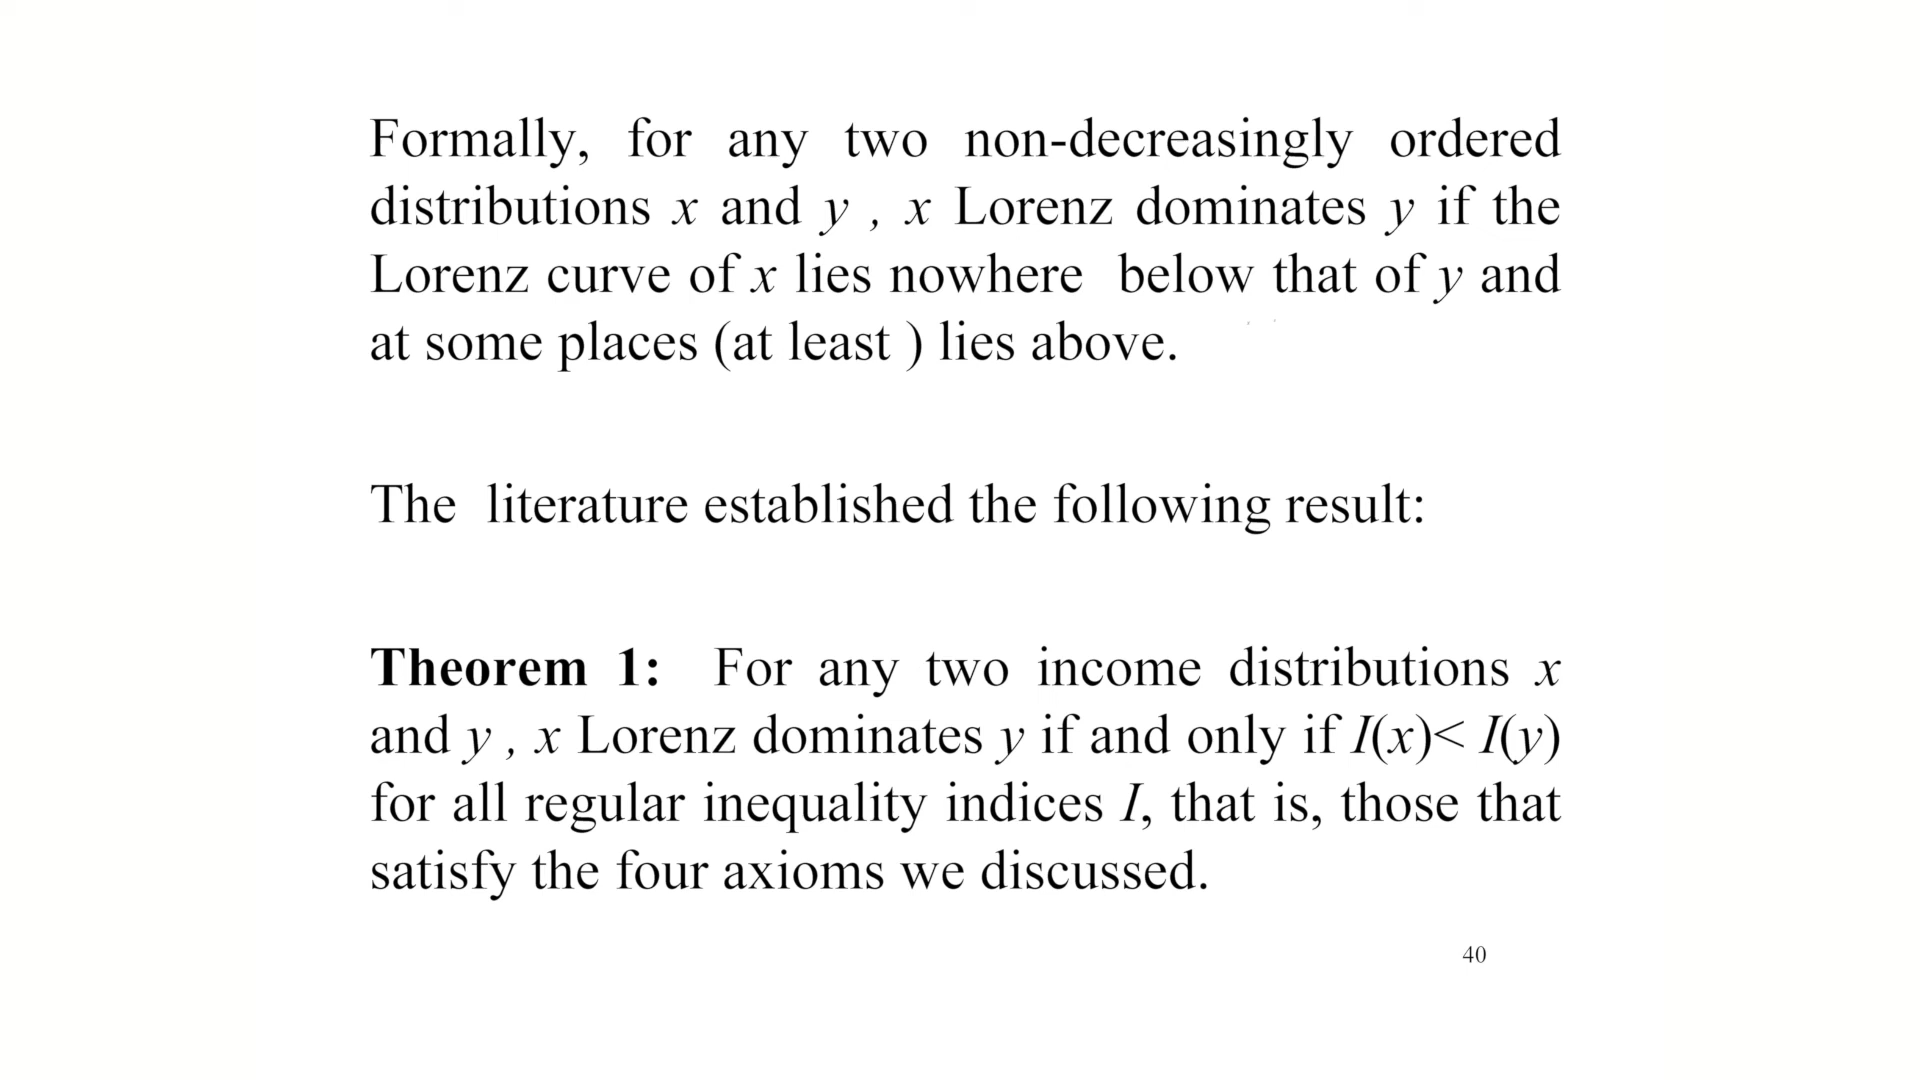 Formally, for any two non-decreasingly ordered
distributions x and y , x Lorenz dominates y if the
Lorenz curve of x lies nowhere below that of y and
at some places (at least ) lies above.
The literature established the following result:
Theorem 1: For any two income distributions x
and y , x Lorenz dominates y if and only if I(x)< I(y)
for all regular inequality indices I, that is, those that
satisfy the four axioms we discussed.
40